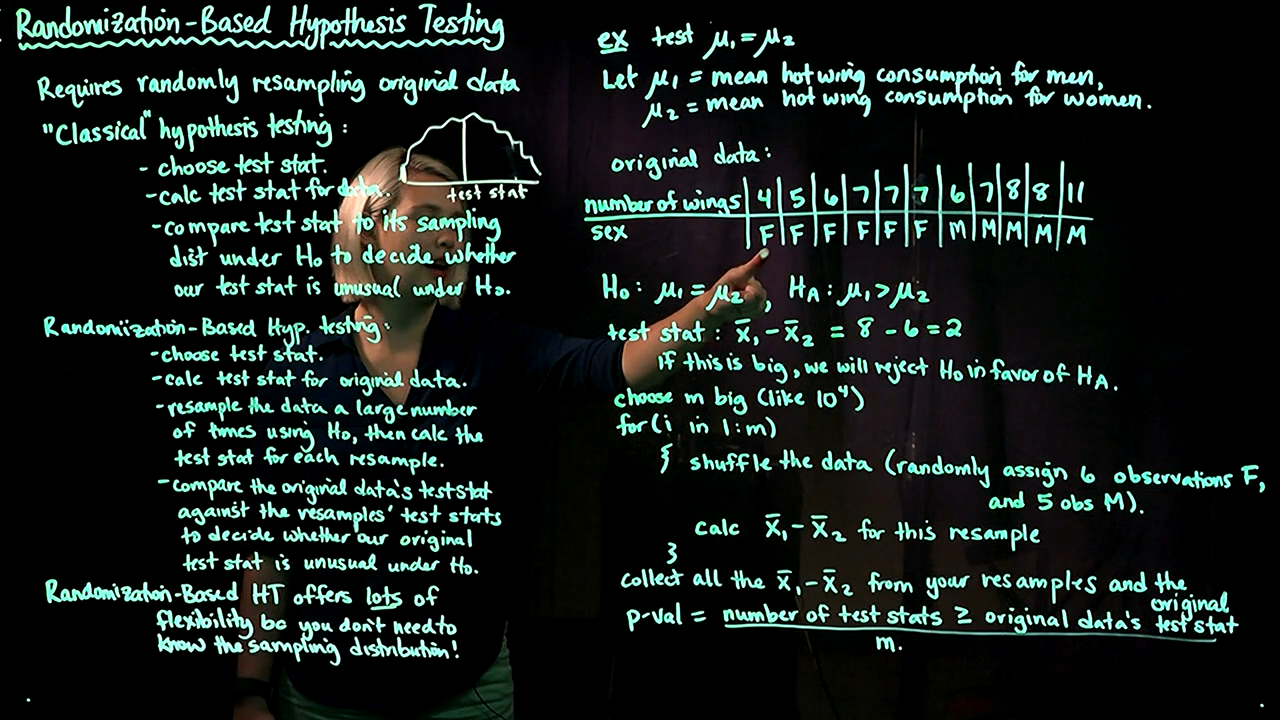 Randomization-Based Hypothesis Testing
Requires randomly resampling original data
"Classical" hypothesis testing:
- choose test stat.
- calc test stat for data.
- compare test stat to its sampling
dist under H₀ to decide whether
our test stat is unusual under H₀.
test stat
Randomiization-Based Hyp. testing:
- choose test stat.
- calc test stat for original data.
- resample the data a large number
of times using H₀, then calc the
test stat for each resample.
- compare the original data's test stat
against the resamples' test stats
to decide whether our original
test stat is unusual under H₀.
Randomization-Based HT offers lots of
flexibility bc you don't need to
know the sampling distribution!
ex test μ₁ = μ₂
Let μ₁ = mean hot wing consumption for men,
μ₂ = mean hot wing consumption for women.
original data:
number of wings | 4 | 5 | 6 | 7 | 7 | 7 | 6 | 7 | 8 | 8 | 11
sex | F | F | F | F | F | F | M | M | M | M | M
H₀: μ₁ = μ₂, H_A: μ₁ > μ₂
test stat: x̄₁ - x̄₂ = 8 - 6 = 2
If this is big, we will reject H₀ in favor of H_A.
choose m big (like 10⁴)
for(i in 1:m)
{ shuffle the data (randomly assign 6 observations F,
and 5 obs M).
calc x̄₁ - x̄₂ for this resample
}
collect all the x̄₁ - x̄₂ from your resamples and the
original
p-val = number of test stats ≥ original data's test stat
m.